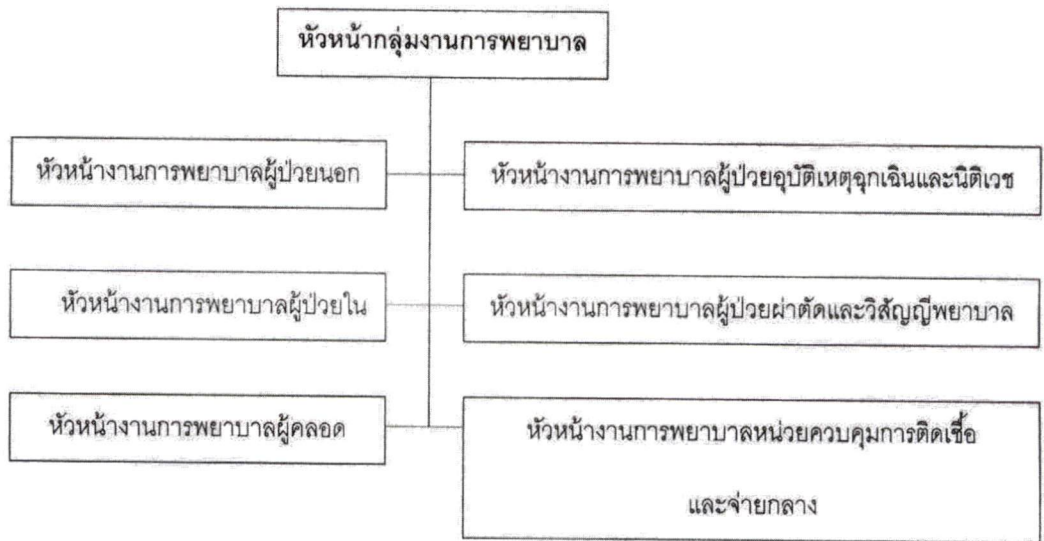 หัวหน้ากลุ่มงานการพยาบาล
หัวหน้างานการพยาบาลผู้ป่วยนอก
หัวหน้างานการพยาบาลผู้ป่วยอุบัติเหตุฉุกเฉินและนิติเวช
หัวหน้างานการพยาบาลผู้ป่วยใน
หัวหน้างานการพยาบาลผู้ป่วยผ่าตัดและวิสัญญีพยาบาล
หัวหน้างานการพยาบาลผู้คลอด
หัวหน้างานการพยาบาลหน่วยควบคุมการติดเชื้อ
และจ่ายกลาง